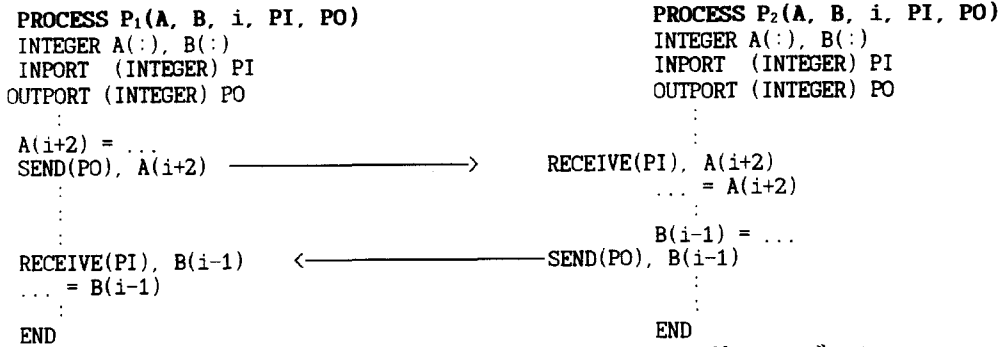 PROCESS P₁(A, B, i, PI, PO)
INTEGER A(:), B(:)
INPORT (INTEGER) PI
OUTPORT (INTEGER) PO
:
A(i+2) = ...
SEND(PO), A(i+2)
:
:
:
RECEIVE(PI), B(i-1)
... = B(i-1)
:
END
PROCESS P₂(A, B, i, PI, PO)
INTEGER A(:), B(:)
INPORT (INTEGER) PI
OUTPORT (INTEGER) PO
:
:
RECEIVE(PI), A(i+2)
... = A(i+2)
:
B(i-1) = ...
SEND(PO), B(i-1)
:
:
END